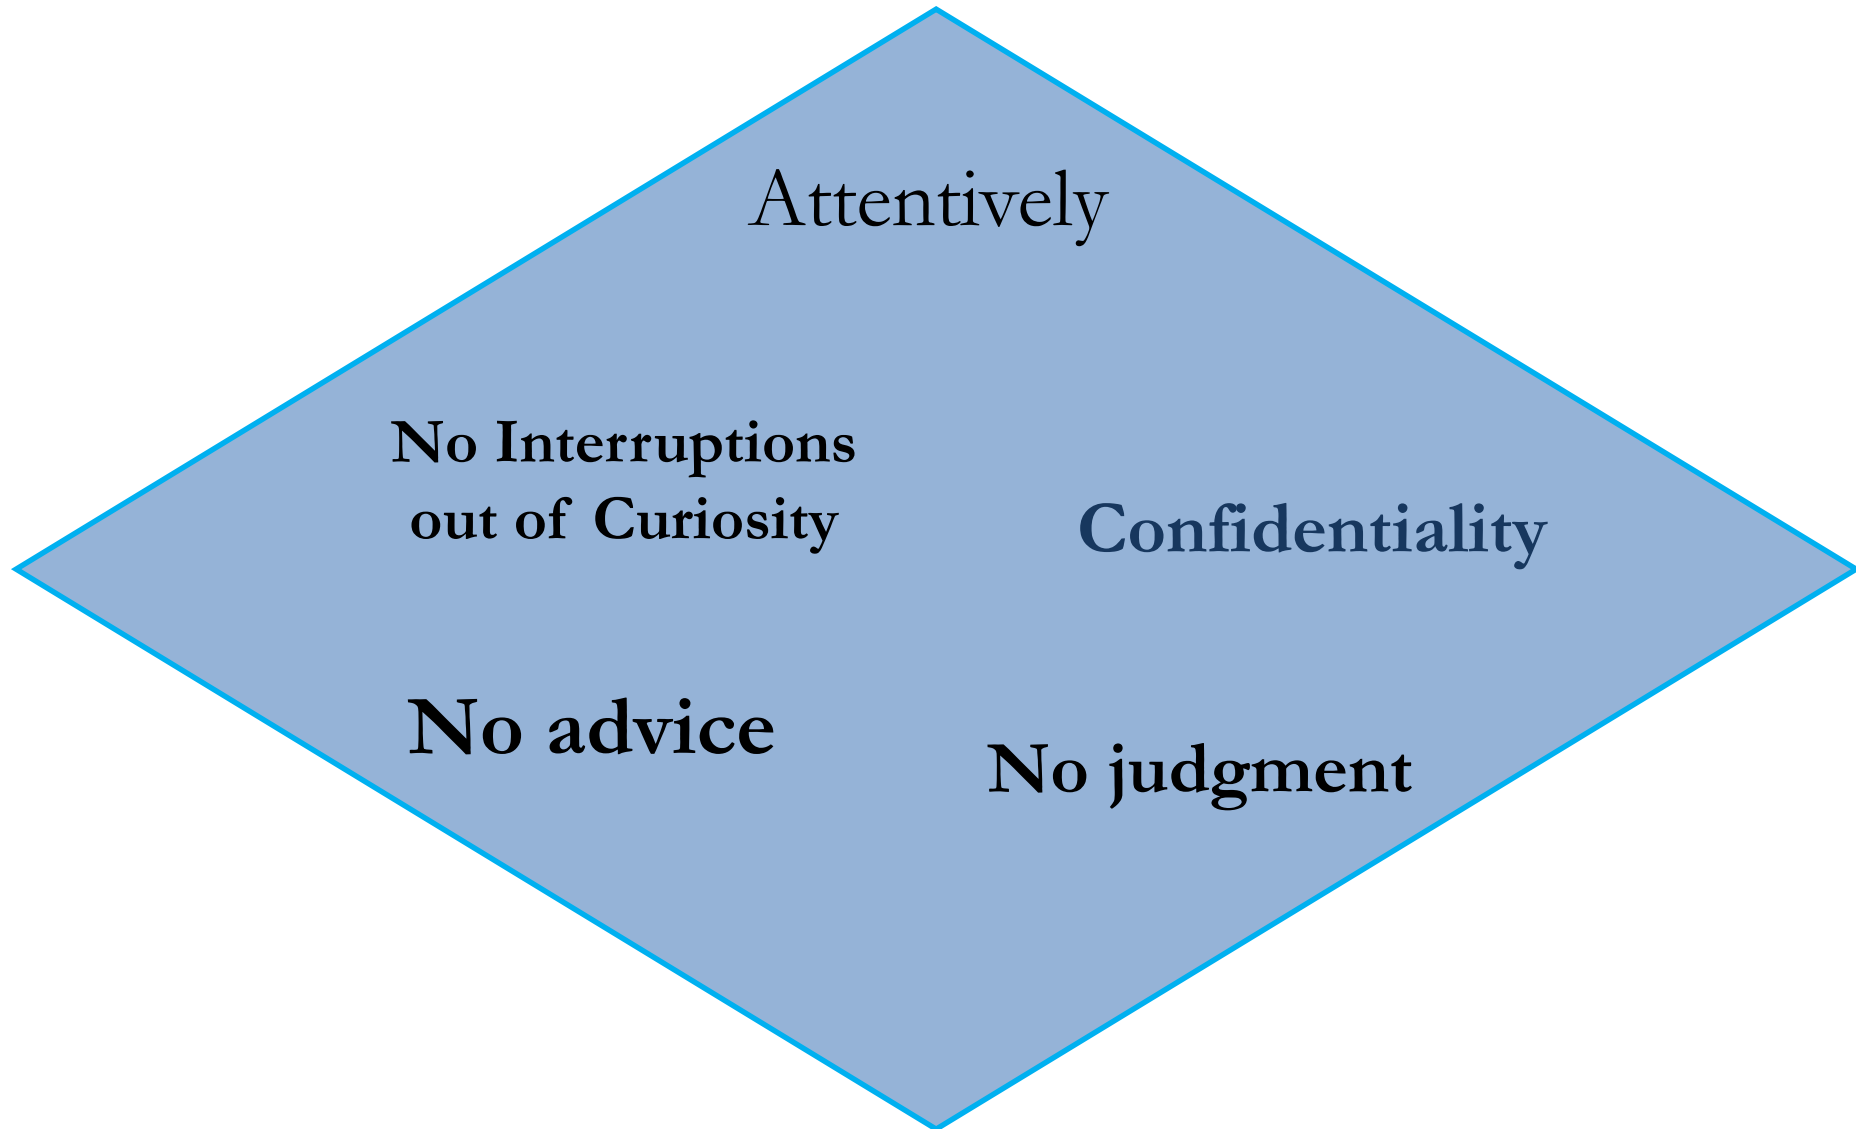 Attentively
No Interruptions
out of Curiosity
Confidentiality
No advice
No judgment